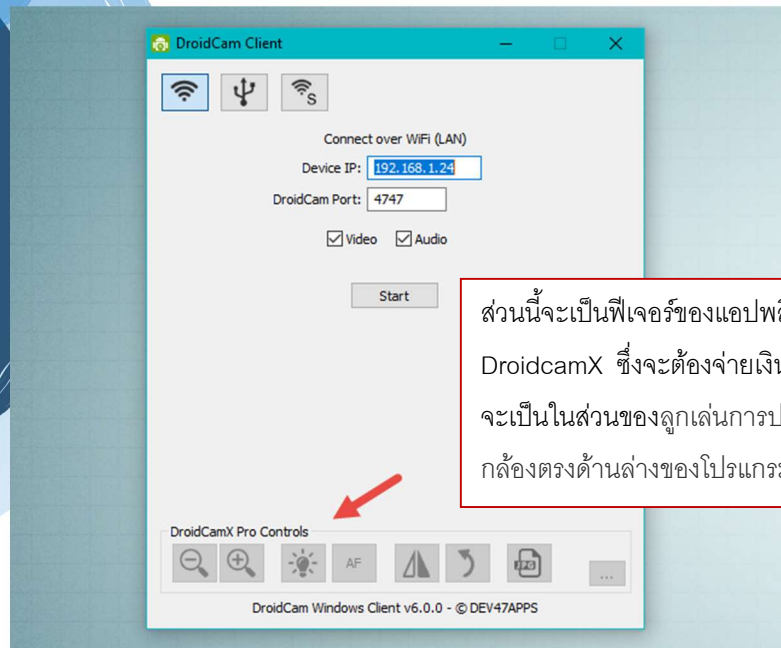 DroidCam Client
S
Connect over WiFi (LAN)
Device IP: 192.168.1.24
DroidCam Port: 4747
Video Audio
Start
ส่วนนี้จะเป็นฟีเจอร์ของแอปพลิ
DroidcamX ซึ่งจะต้องจ่ายเงิน
จะเป็นในส่วนของลูกเล่นการป
กล้องตรงด้านล่างของโปรแกรม
DroidCamX Pro Controls
AF JPG ...
DroidCam Windows Client v6.0.0 - © DEV47APPS